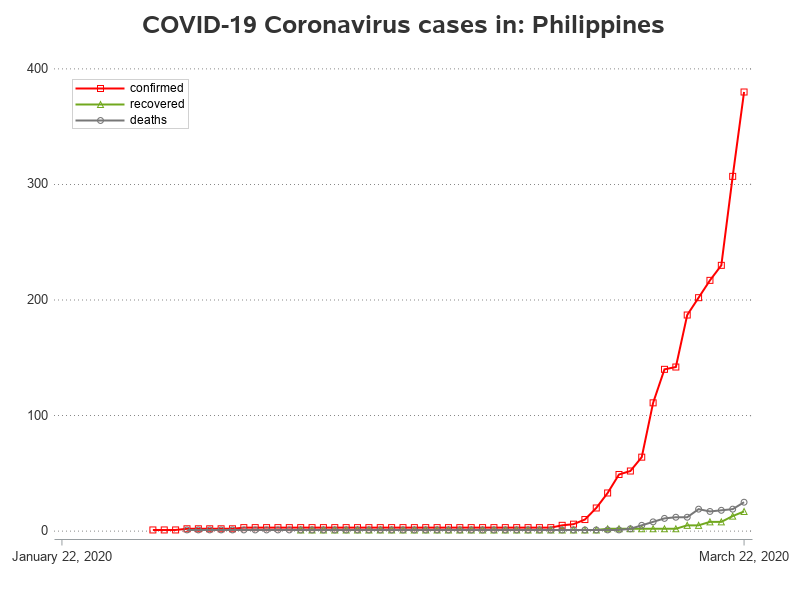 COVID-19 Coronavirus cases in: Philippines
400
confirmed
recovered
deaths
300
200
100
0
January 22, 2020
March 22, 2020